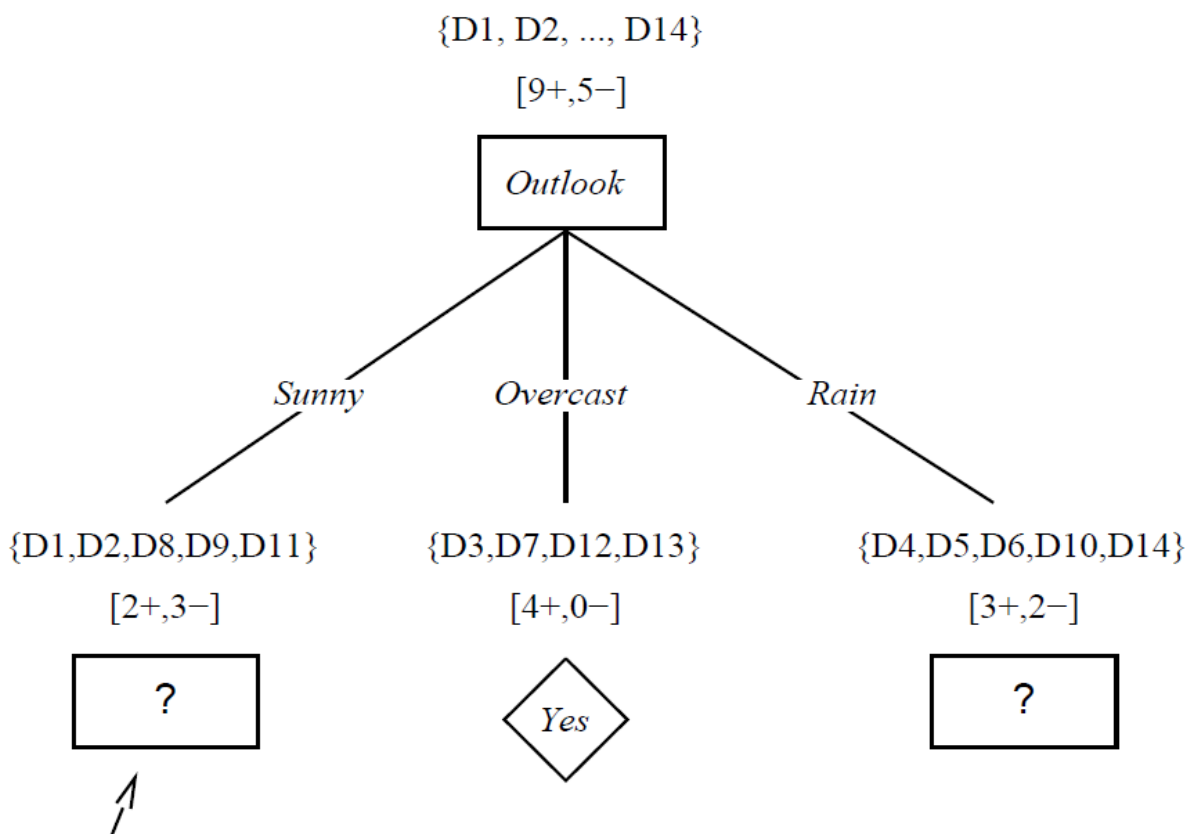 {D1, D2, ..., D14}
[9+,5−]
Outlook
Sunny Overcast Rain
{D1,D2,D8,D9,D11} {D3,D7,D12,D13} {D4,D5,D6,D10,D14}
[2+,3−] [4+,0−] [3+,2−]
? Yes ?